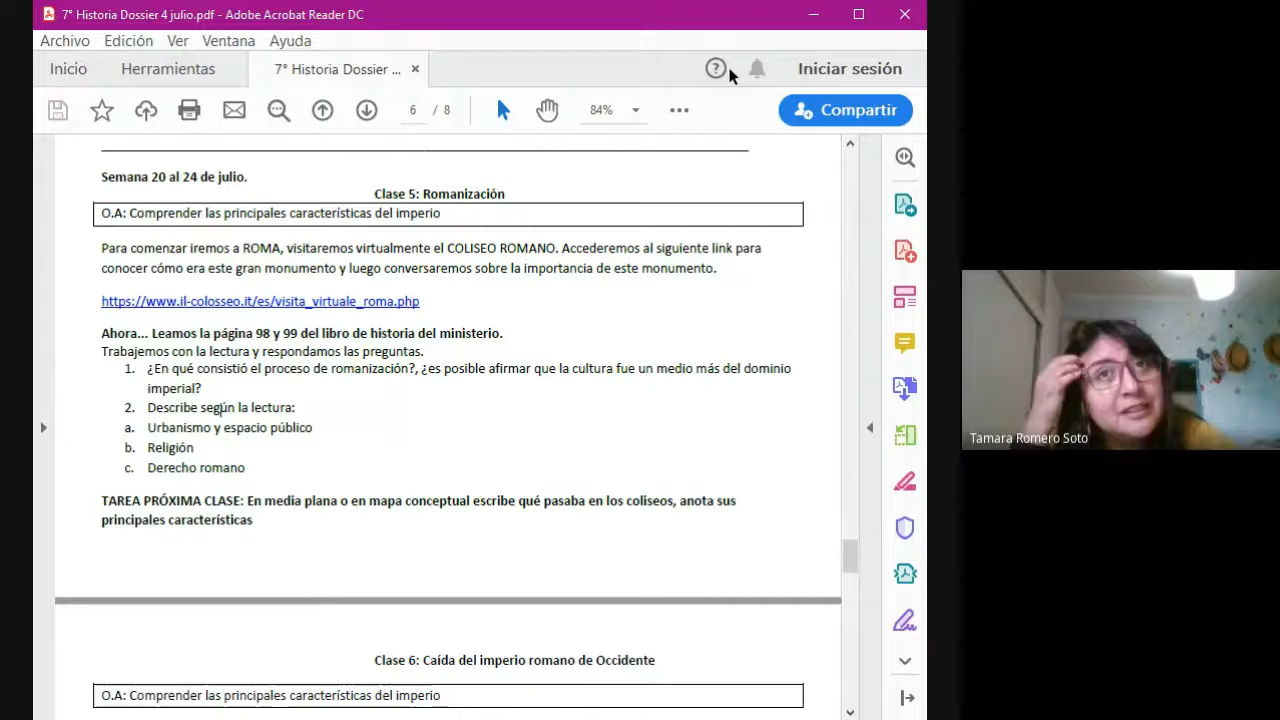 7° Historia Dossier 4 julio.pdf - Adobe Acrobat Reader DC
Archivo Edición Ver Ventana Ayuda
Inicio Herramientas 7° Historia Dossier ... × Iniciar sesión
6 / 8 84% Compartir
Semana 20 al 24 de julio.
Clase 5: Romanización
O.A: Comprender las principales características del imperio
Para comenzar iremos a ROMA, visitaremos virtualmente el COLISEO ROMANO. Accederemos al siguiente link para
conocer cómo era este gran monumento y luego conversaremos sobre la importancia de este monumento.
https://www.il-colosseo.it/es/visita_virtuale_roma.php
Ahora... Leamos la página 98 y 99 del libro de historia del ministerio.
Trabajemos con la lectura y respondamos las preguntas.
1. ¿En qué consistió el proceso de romanización?, ¿es posible afirmar que la cultura fue un medio más del dominio
imperial?
2. Describe según la lectura:
a. Urbanismo y espacio público
b. Religión
c. Derecho romano
TAREA PRÓXIMA CLASE: En media plana o en mapa conceptual escribe qué pasaba en los coliseos, anota sus
principales características
Clase 6: Caída del imperio romano de Occidente
O.A: Comprender las principales características del imperio
Tamara Romero Soto